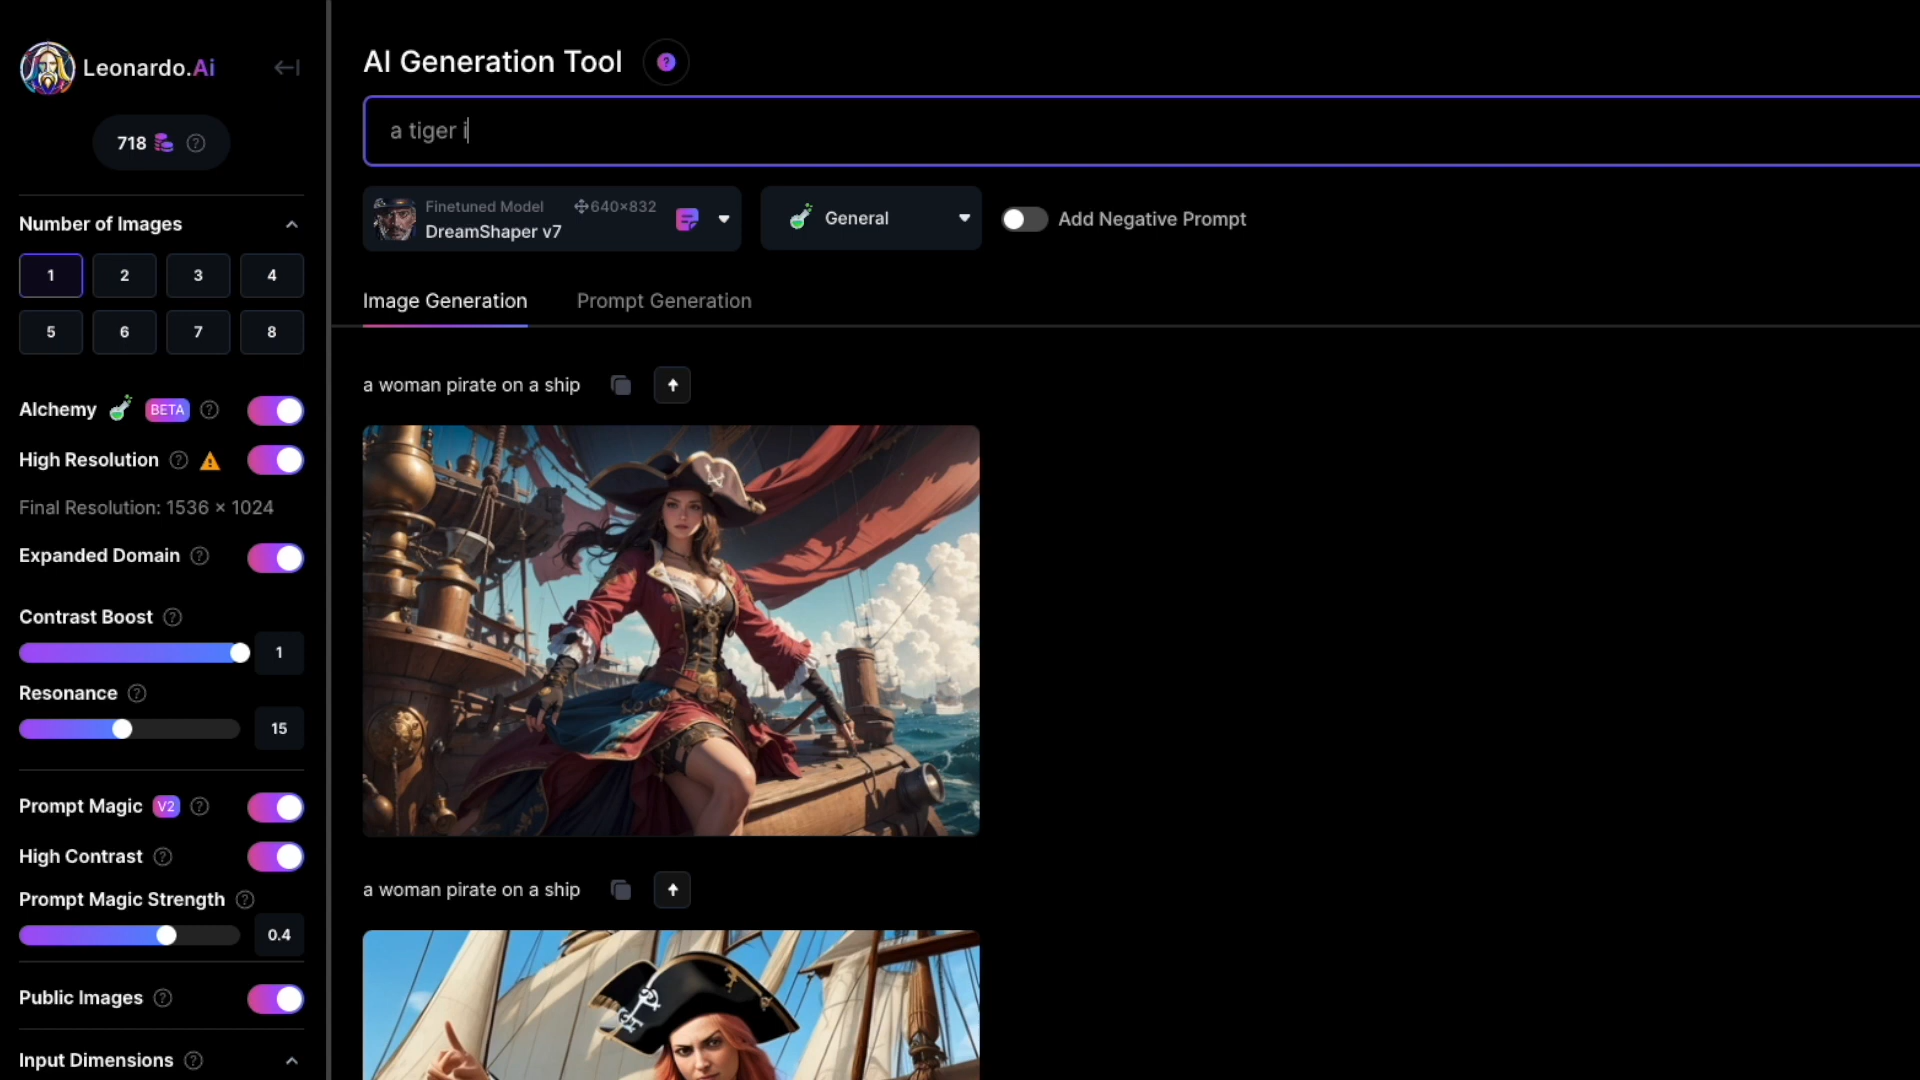 Leonardo.Ai
718
Number of Images
1 2 3 4
5 6 7 8
Alchemy BETA
High Resolution
Final Resolution: 1536 × 1024
Expanded Domain
Contrast Boost
1
Resonance
15
Prompt Magic V2
High Contrast
Prompt Magic Strength
0.4
Public Images
Input Dimensions
AI Generation Tool
a tiger i
Finetuned Model 640×832
DreamShaper v7
General
Add Negative Prompt
Image Generation Prompt Generation
a woman pirate on a ship
a woman pirate on a ship